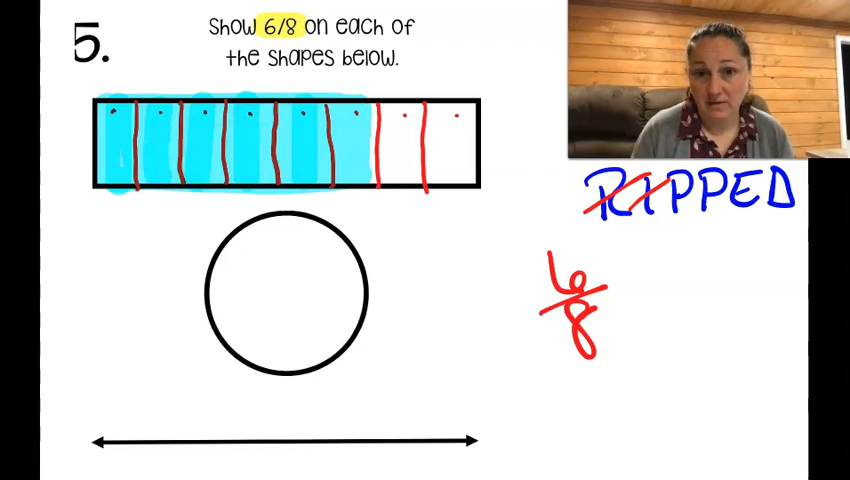 5.
Show 6/8 on each of
the shapes below.
RIPPED
6
8